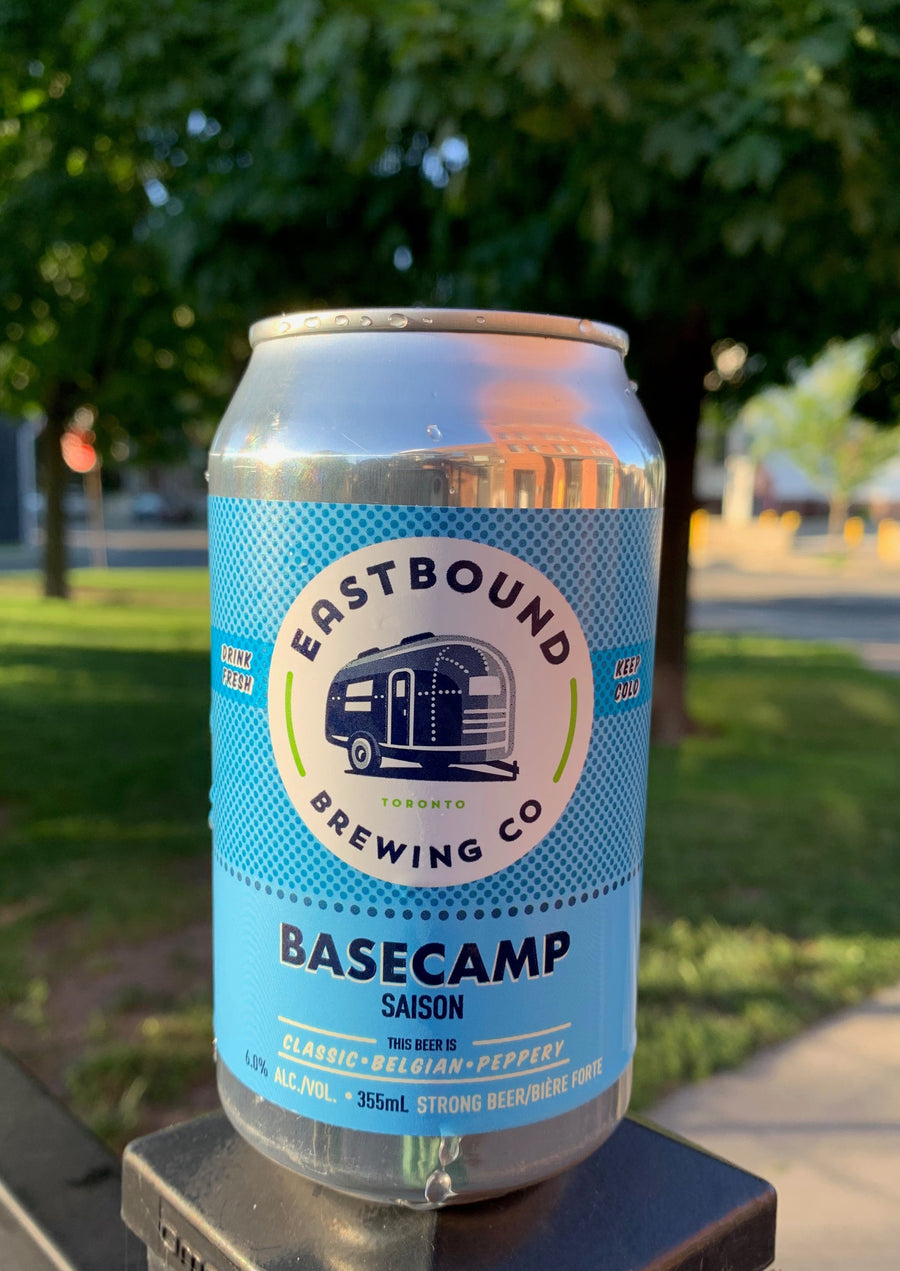 EASTBOUND
DRINK
FRESH
KEEP
COLD
TORONTO
BREWING CO
BASECAMP
SAISON
THIS BEER IS
CLASSIC • BELGIAN • PEPPERY
6.0% ALC./VOL. • 355mL STRONG BEER/BIÈRE FORTE